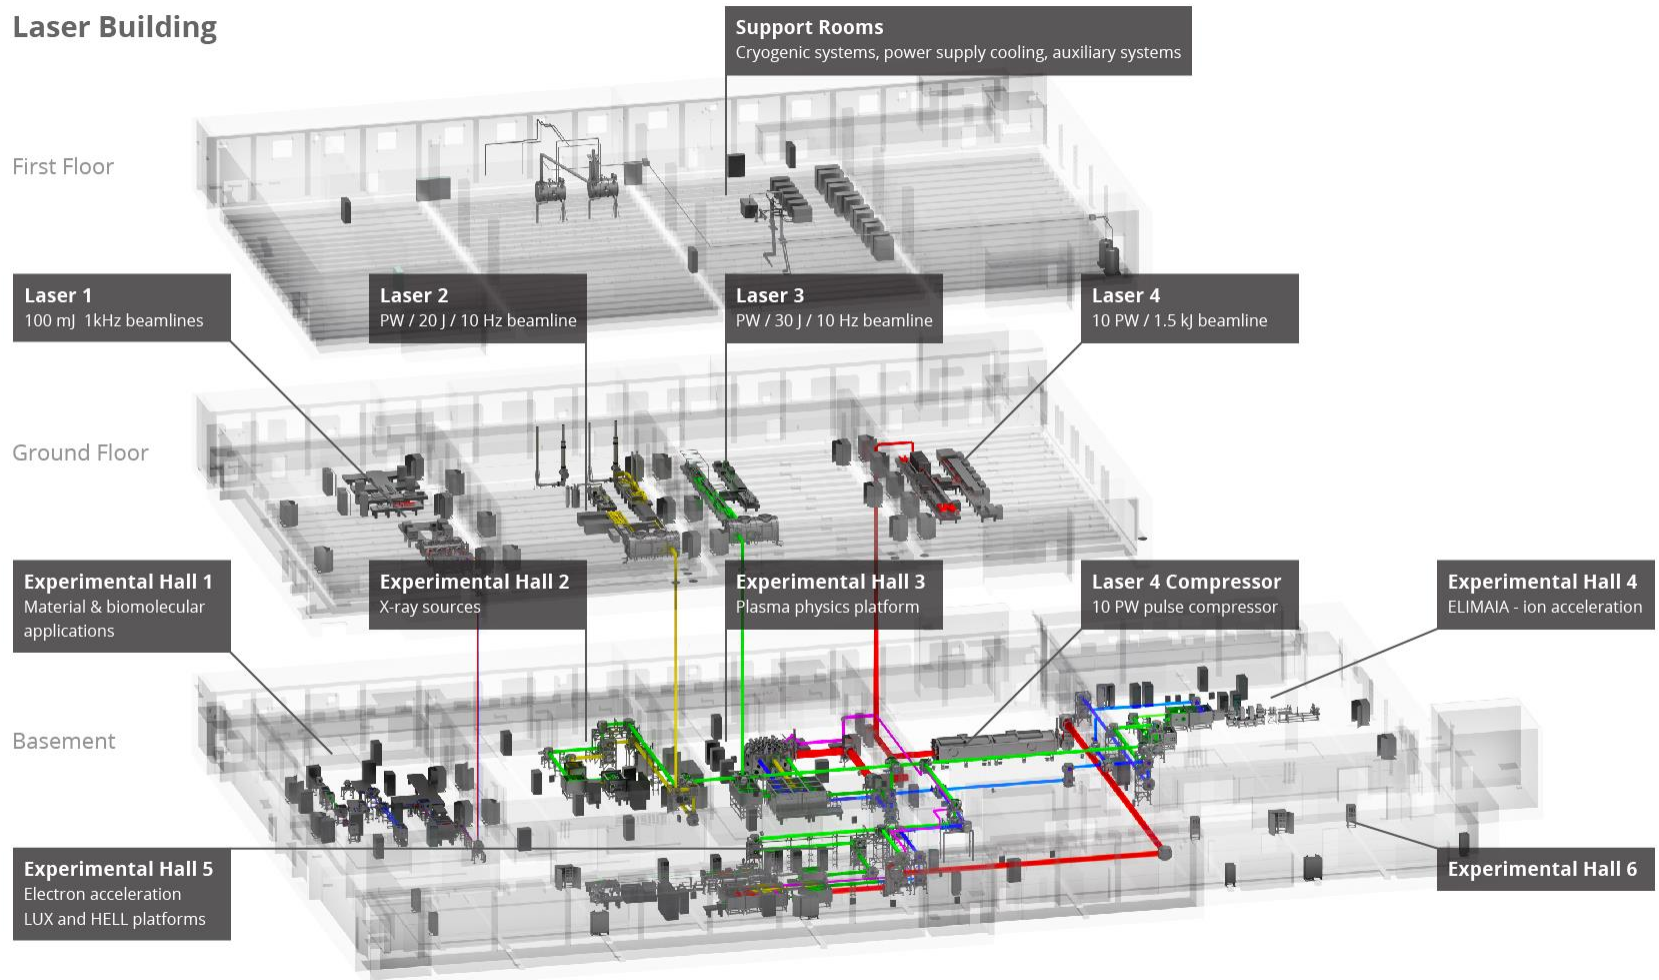 Laser Building
Support Rooms
Cryogenic systems, power supply cooling, auxiliary systems
First Floor
Laser 1
100 mJ 1kHz beamlines
Laser 2
PW / 20 J / 10 Hz beamline
Laser 3
PW / 30 J / 10 Hz beamline
Laser 4
10 PW / 1.5 kJ beamline
Ground Floor
Experimental Hall 1
Material & biomolecular
applications
Experimental Hall 2
X-ray sources
Experimental Hall 3
Plasma physics platform
Laser 4 Compressor
10 PW pulse compressor
Experimental Hall 4
ELIMAIA - ion acceleration
Basement
Experimental Hall 5
Electron acceleration
LUX and HELL platforms
Experimental Hall 6